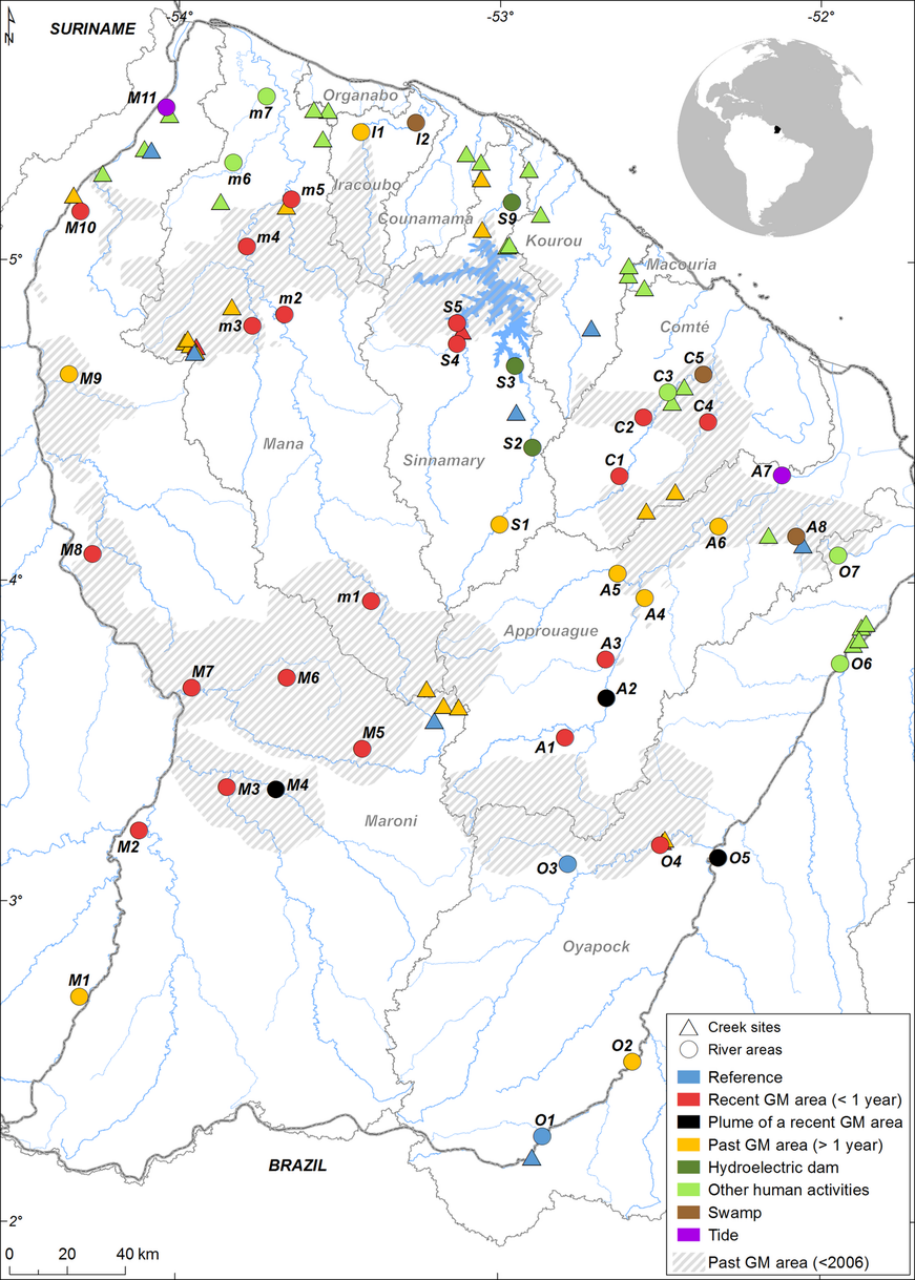 -54°
-53°
-52°
N
SURINAME
M11
m7
Organabo
I1
I2
m6
m5
Iracoubo
S9
M10
Counamama
m4
Kourou
-5°
Macouria
m2
m3
S5
S4
Comté
S3
C5
C3
M9
C2
C4
Mana
S2
Sinnamary
C1
A7
S1
A6
A8
M8
O7
A5
-4°
m1
A4
Approuague
A3
O6
M7
M6
A2
M5
A1
M3
M4
Maroni
M2
O3
O4
O5
-3°
Oyapock
M1
O2
O1
BRAZIL
-2°
0 20 40 km
Creek sites
River areas
Reference
Recent GM area (< 1 year)
Plume of a recent GM area
Past GM area (> 1 year)
Hydroelectric dam
Other human activities
Swamp
Tide
Past GM area (<2006)